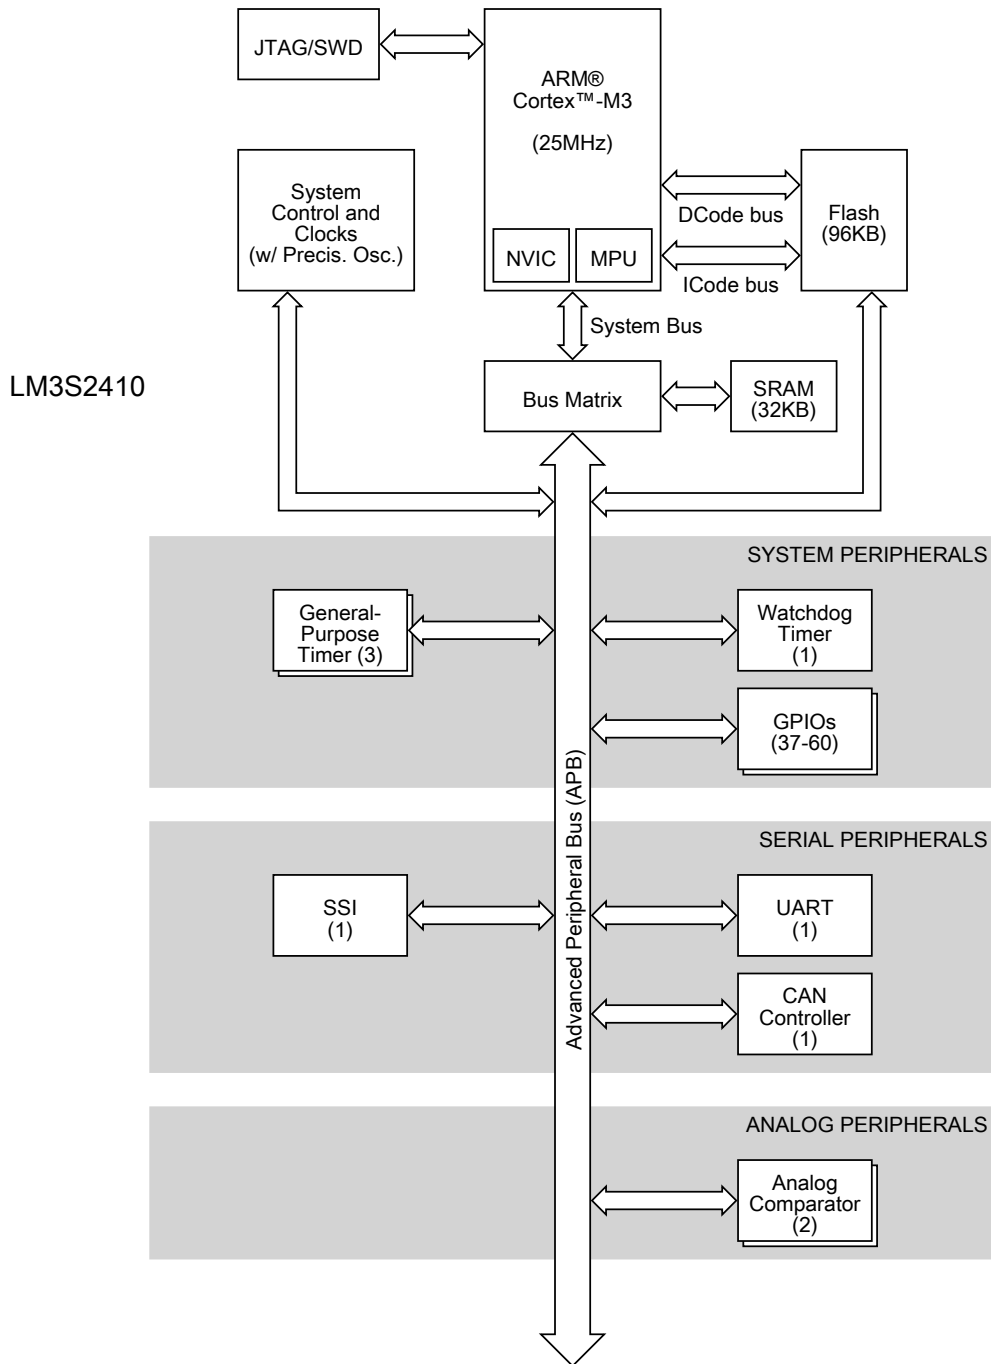 JTAG/SWD
ARM®
Cortex™-M3
(25MHz)
NVIC
MPU
System
Control and
Clocks
(w/ Precis. Osc.)
DCode bus
ICode bus
Flash
(96KB)
System Bus
LM3S2410
Bus Matrix
SRAM
(32KB)
SYSTEM PERIPHERALS
General-
Purpose
Timer (3)
Watchdog
Timer
(1)
GPIOs
(37-60)
Advanced Peripheral Bus (APB)
SERIAL PERIPHERALS
SSI
(1)
UART
(1)
CAN
Controller
(1)
ANALOG PERIPHERALS
Analog
Comparator
(2)